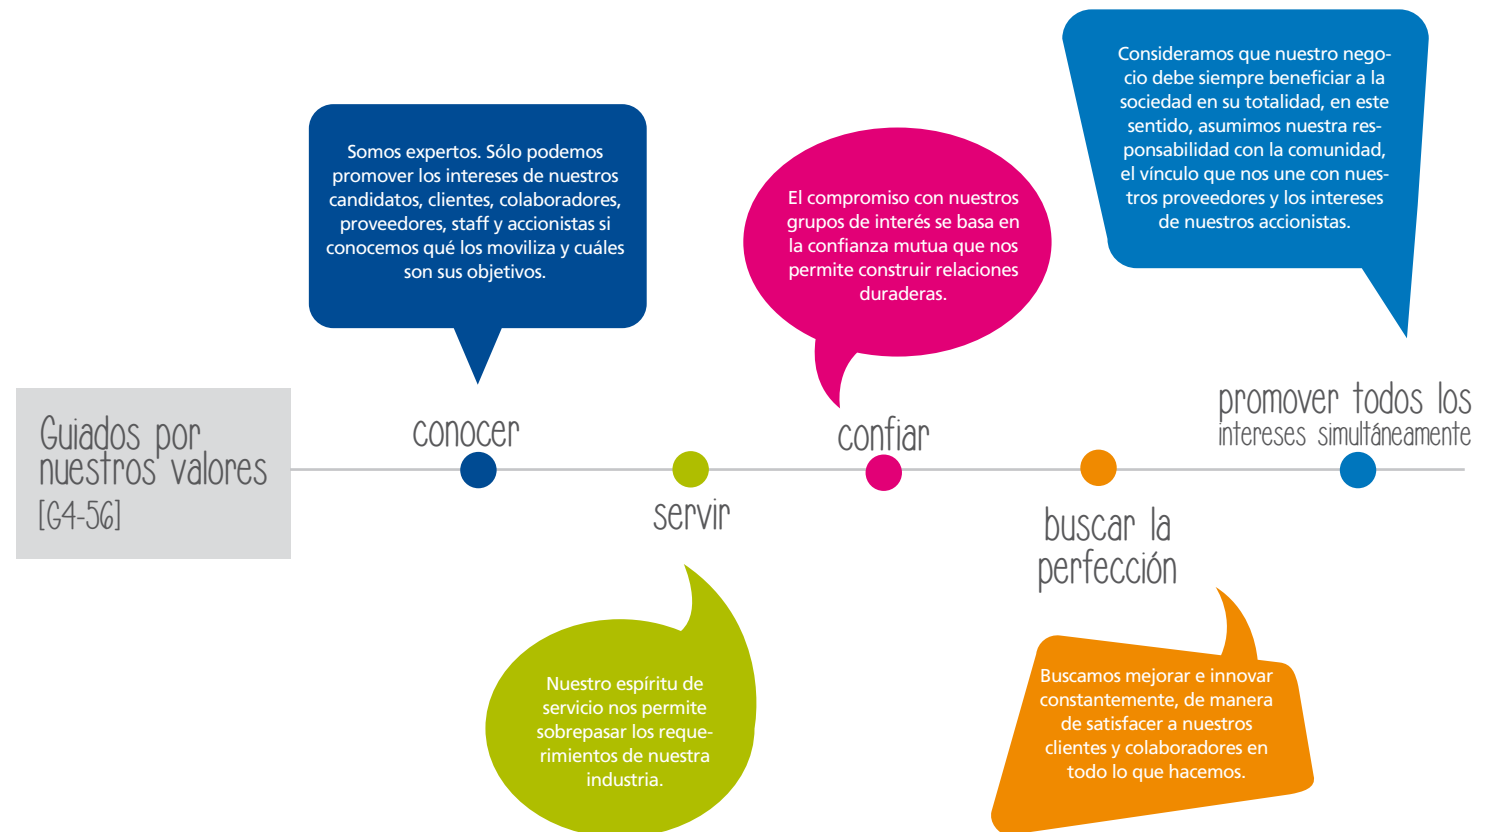 Guiados por
nuestros valores
[G4-56]
conocer
Somos expertos. Sólo podemos
promover los intereses de nuestros
candidatos, clientes, colaboradores,
proveedores, staff y accionistas si
conocemos qué los moviliza y cuáles
son sus objetivos.
servir
Nuestro espíritu de
servicio nos permite
sobrepasar los reque-
rimientos de nuestra
industria.
confiar
El compromiso con nuestros
grupos de interés se basa en
la confianza mutua que nos
permite construir relaciones
duraderas.
buscar la
perfección
Buscamos mejorar e innovar
constantemente, de manera
de satisfacer a nuestros
clientes y colaboradores en
todo lo que hacemos.
promover todos los
intereses simultáneamente
Consideramos que nuestro nego-
cio debe siempre beneficiar a la
sociedad en su totalidad, en este
sentido, asumimos nuestra res-
ponsabilidad con la comunidad,
el vínculo que nos une con nues-
tros proveedores y los intereses
de nuestros accionistas.